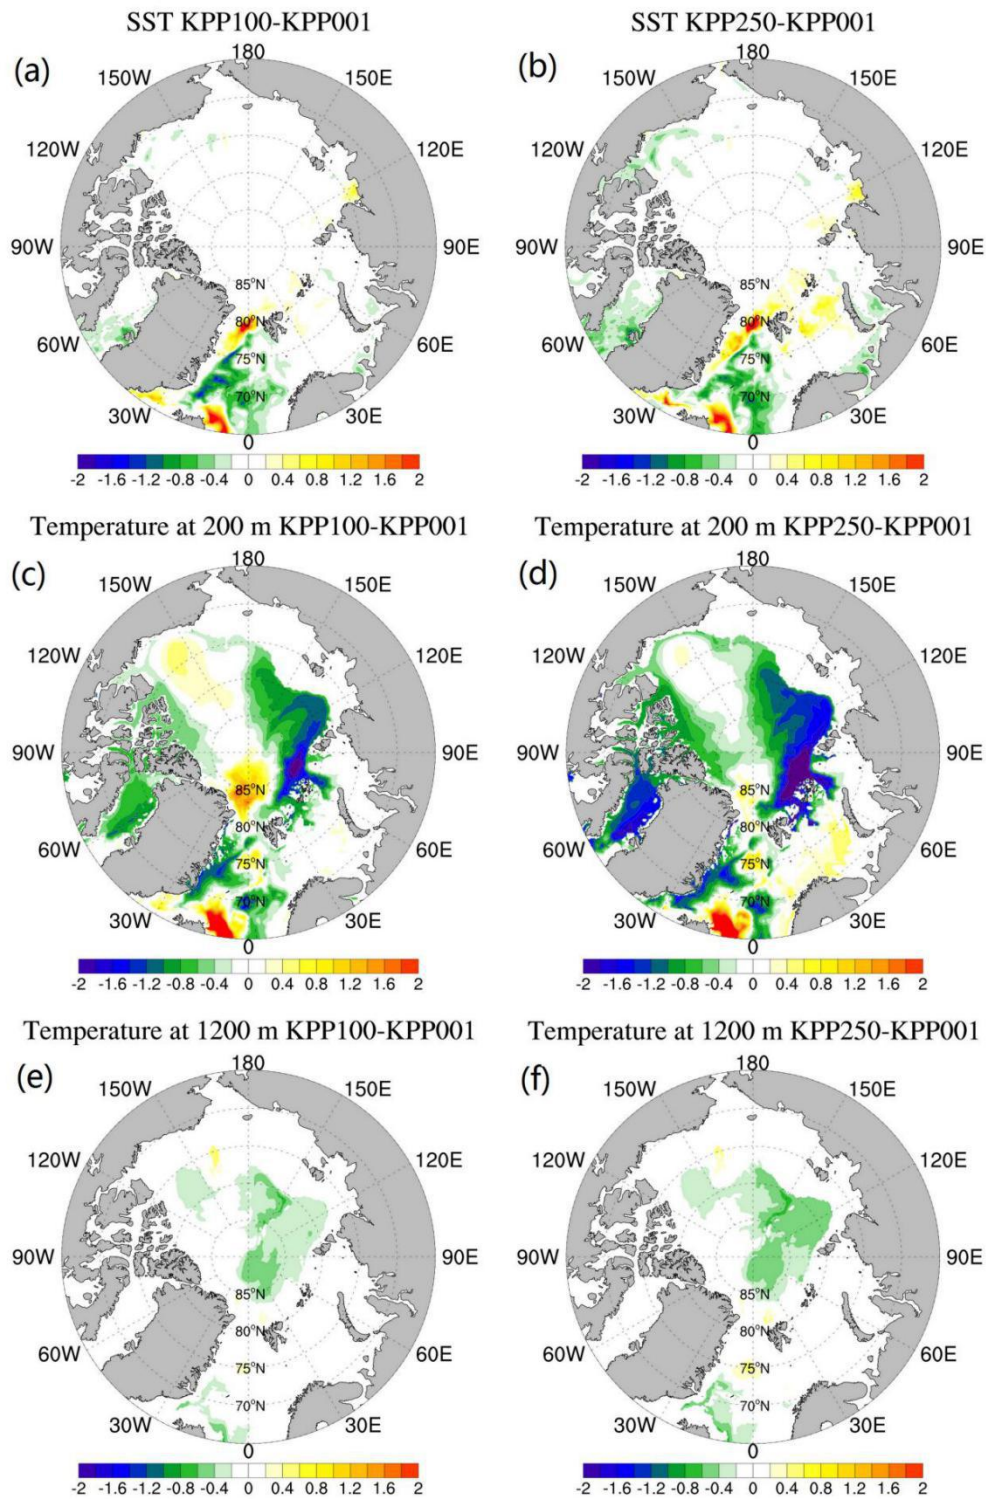 SST KPP100-KPP001
SST KPP250-KPP001
(a)
180
150W
150E
120W
120E
90W
90E
85°N
80°N
75°N
70°N
60W
60E
30W
30E
0
-2 -1.6 -1.2 -0.8 -0.4 0 0.4 0.8 1.2 1.6 2
(b)
180
150W
150E
120W
120E
90W
90E
85°N
80°N
75°N
70°N
60W
60E
30W
30E
0
-2 -1.6 -1.2 -0.8 -0.4 0 0.4 0.8 1.2 1.6 2
Temperature at 200 m KPP100-KPP001
Temperature at 200 m KPP250-KPP001
(c)
180
150W
150E
120W
120E
90W
90E
85°N
80°N
75°N
70°N
60W
60E
30W
30E
0
-2 -1.6 -1.2 -0.8 -0.4 0 0.4 0.8 1.2 1.6 2
(d)
180
150W
150E
120W
120E
90W
90E
85°N
80°N
75°N
70°N
60W
60E
30W
30E
0
-2 -1.6 -1.2 -0.8 -0.4 0 0.4 0.8 1.2 1.6 2
Temperature at 1200 m KPP100-KPP001
Temperature at 1200 m KPP250-KPP001
(e)
180
150W
150E
120W
120E
90W
90E
85°N
80°N
75°N
70°N
60W
60E
30W
30E
0
-2 -1.6 -1.2 -0.8 -0.4 0 0.4 0.8 1.2 1.6 2
(f)
180
150W
150E
120W
120E
90W
90E
85°N
80°N
75°N
70°N
60W
60E
30W
30E
0
-2 -1.6 -1.2 -0.8 -0.4 0 0.4 0.8 1.2 1.6 2